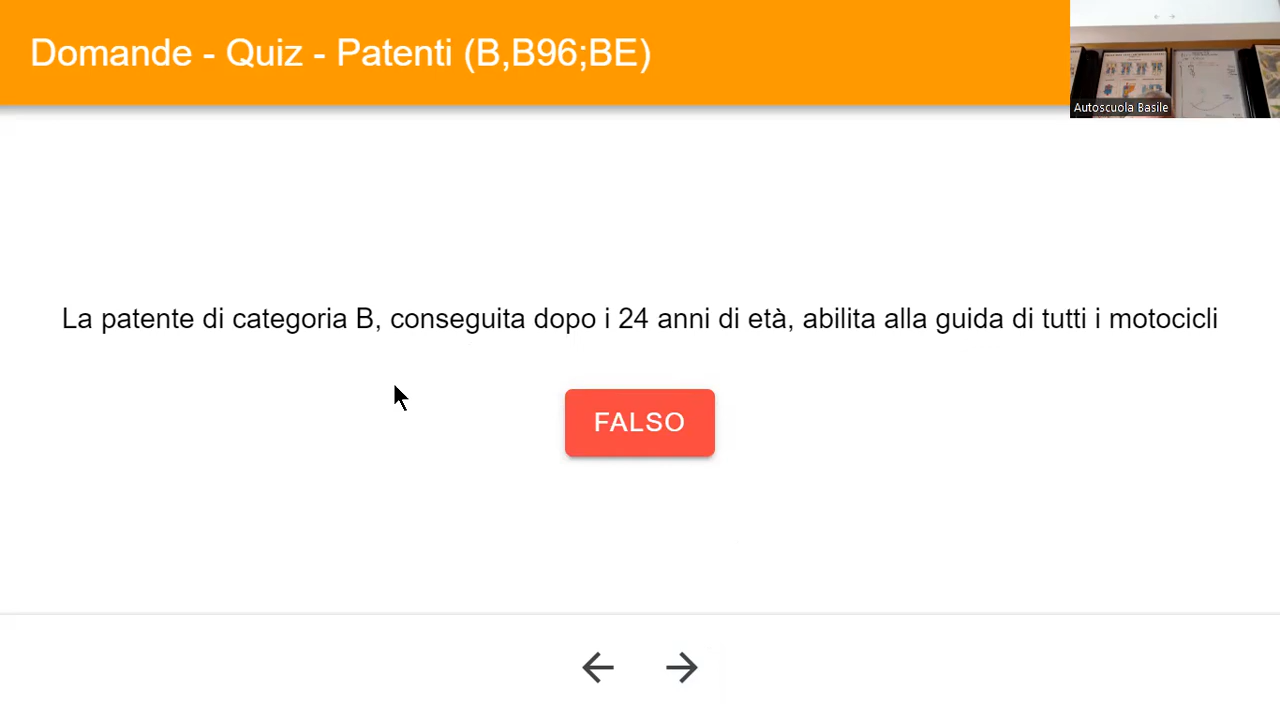 Domande - Quiz - Patenti (B,B96;BE)
Autoscuola Basile
La patente di categoria B, conseguita dopo i 24 anni di età, abilita alla guida di tutti i motocicli
FALSO